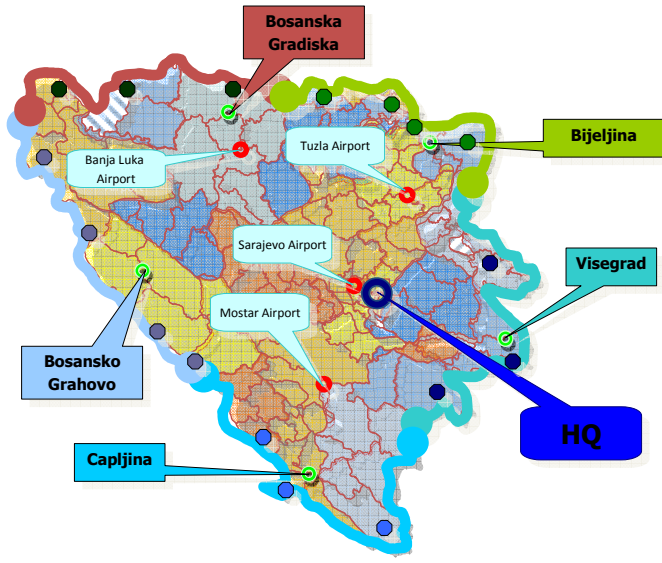 Bosanska
Gradiska
Banja Luka
Airport
Tuzla Airport
Bijeljina
Sarajevo Airport
Visegrad
Mostar Airport
Bosansko
Grahovo
HQ
Capljina